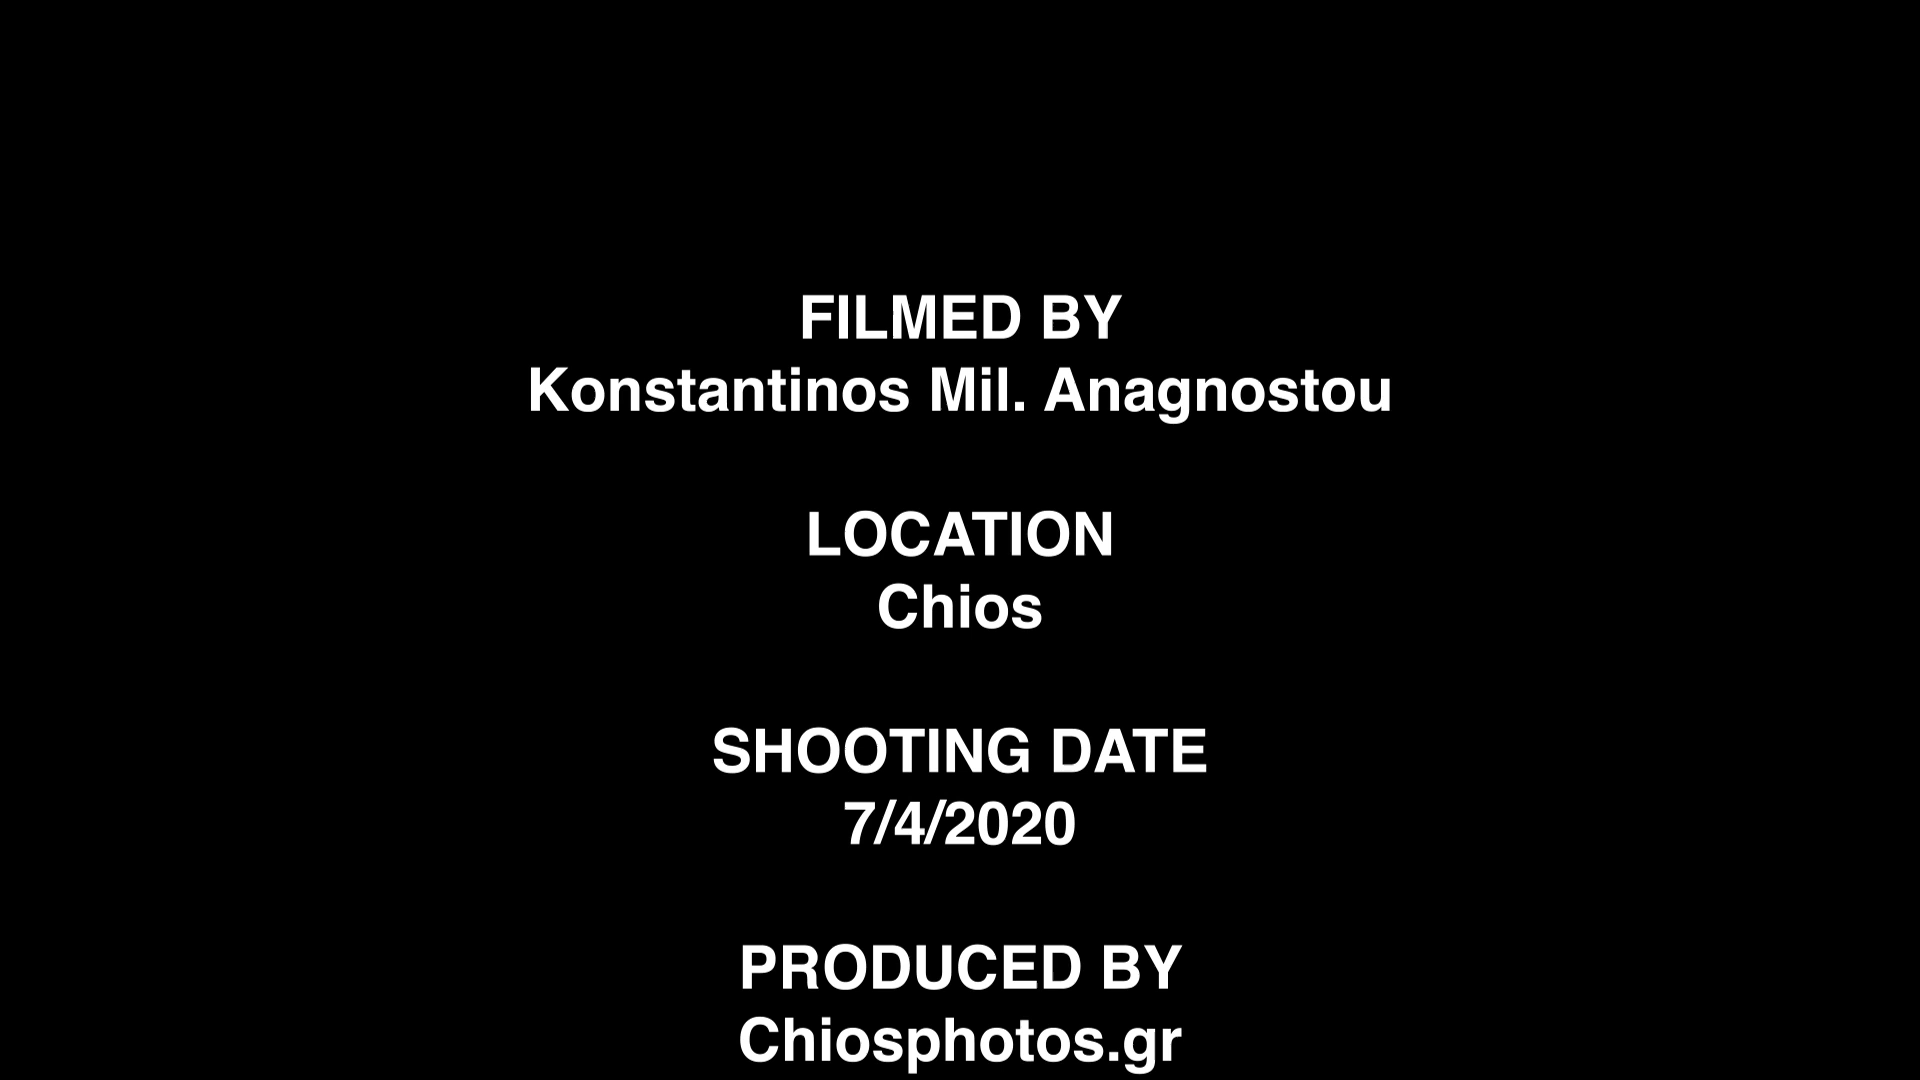 FILMED BY
Konstantinos Mil. Anagnostou
LOCATION
Chios
SHOOTING DATE
7/4/2020
PRODUCED BY
Chiosphotos.gr